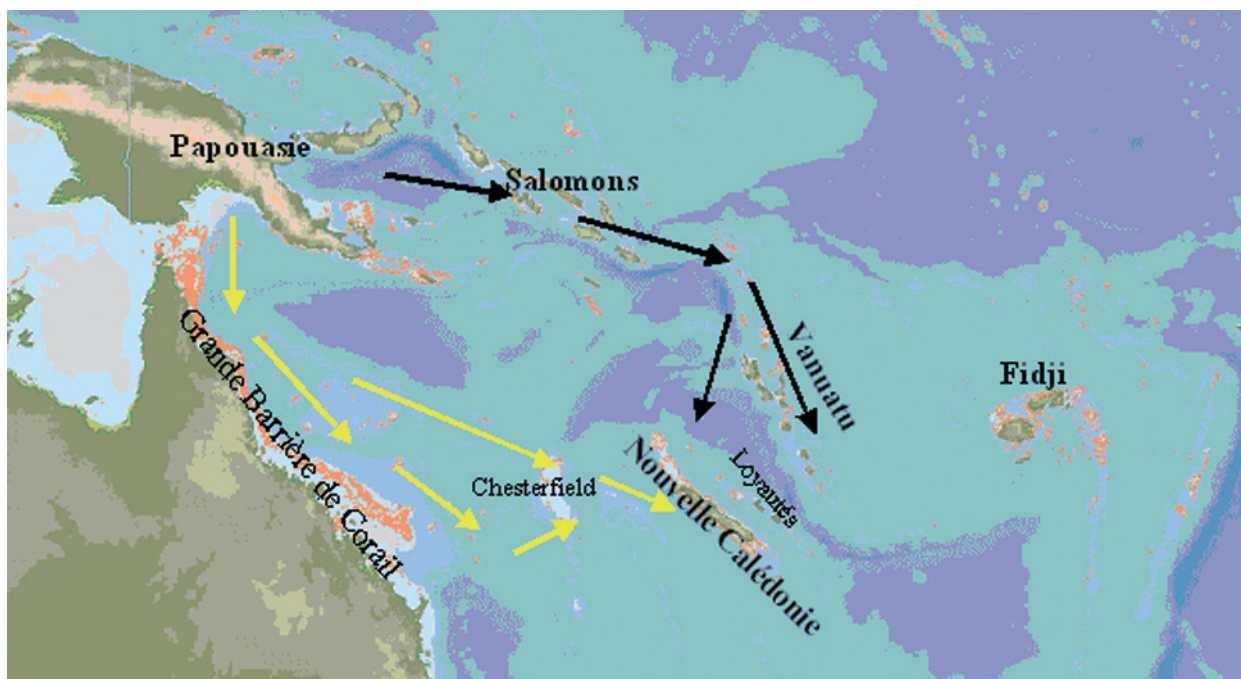 Papouasie
Salomons
Vanuatu
Fidji
Grande Barrière de Corail
Chesterfield
Nouvelle Calédonie
Loyautés